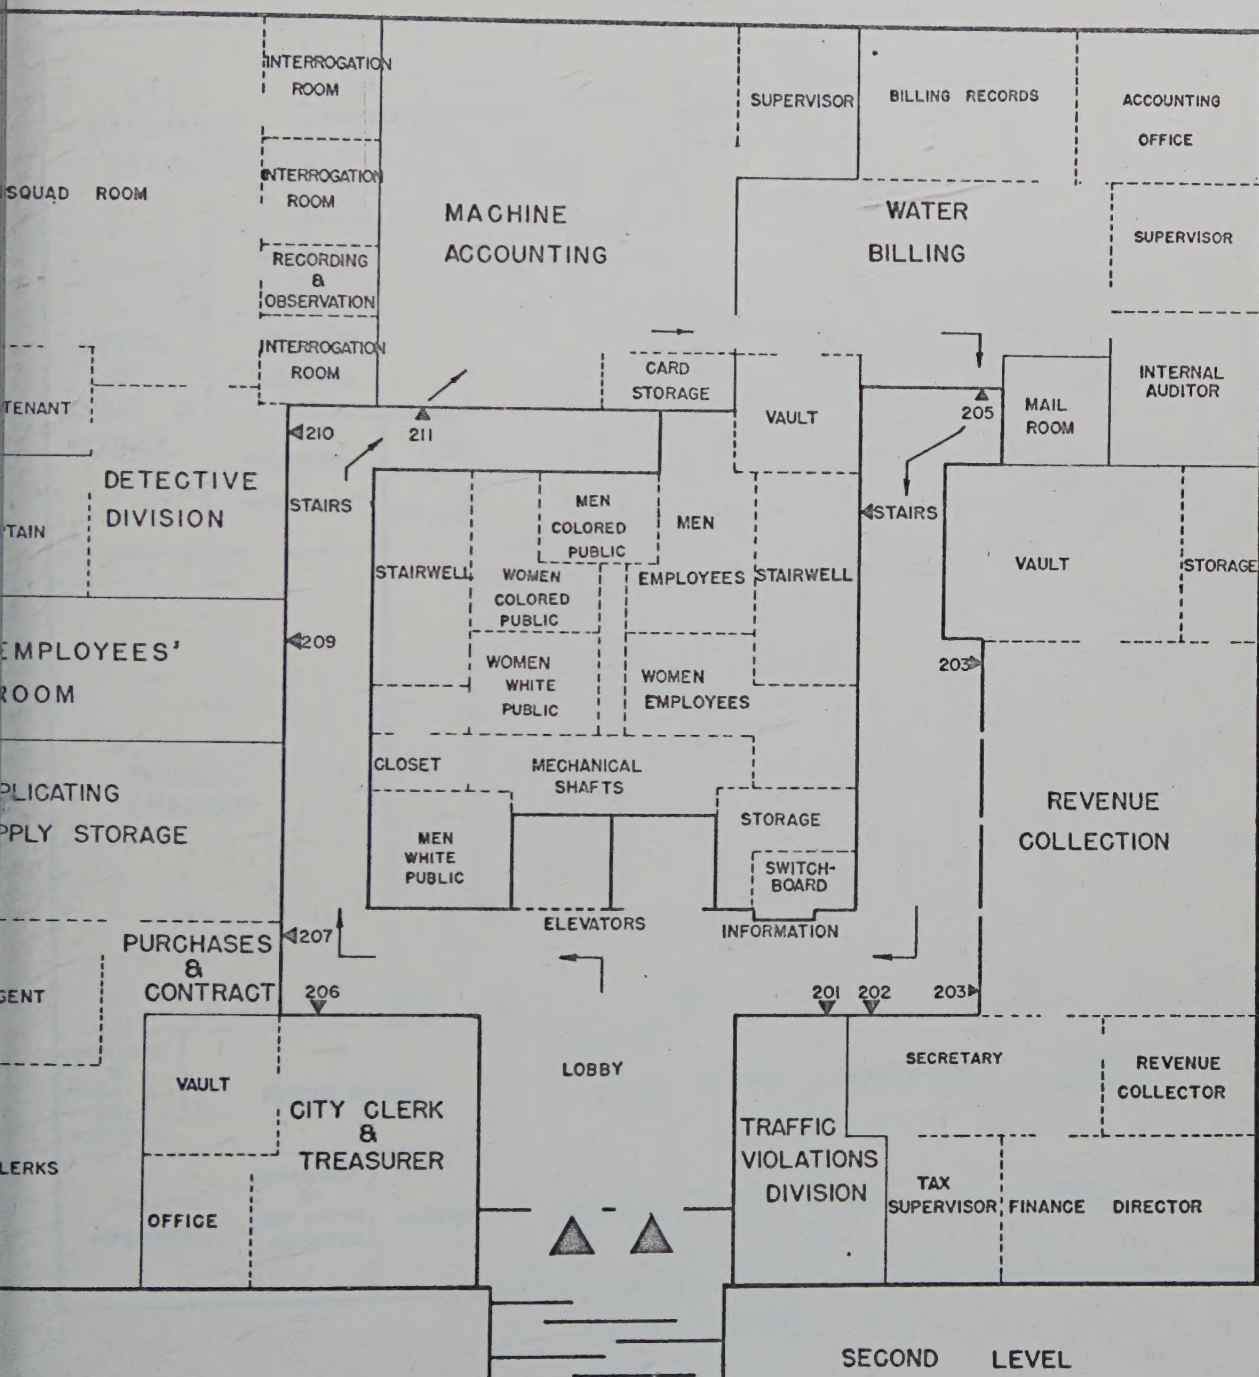 INTERROGATION
ROOM
SUPERVISOR
BILLING RECORDS
ACCOUNTING
OFFICE
SQUAD ROOM
INTERROGATION
ROOM
MACHINE
ACCOUNTING
WATER
BILLING
SUPERVISOR
RECORDING
&
OBSERVATION
INTERROGATION
ROOM
CARD
STORAGE
VAULT
205
MAIL
ROOM
INTERNAL
AUDITOR
TENANT
210
211
DETECTIVE
DIVISION
STAIRS
MEN
COLORED
PUBLIC
MEN
EMPLOYEES
STAIRS
VAULT
STORAGE
TAIN
STAIRWELL
WOMEN
COLORED
PUBLIC
STAIRWELL
EMPLOYEES'
ROOM
209
WOMEN
WHITE
PUBLIC
WOMEN
EMPLOYEES
203
CLOSET
MECHANICAL
SHAFTS
PLICATING
PPLY STORAGE
MEN
WHITE
PUBLIC
STORAGE
SWITCH-
BOARD
REVENUE
COLLECTION
ELEVATORS
INFORMATION
PURCHASES
&
CONTRACT
207
GENT
206
201
202
203
VAULT
CITY CLERK
&
TREASURER
LOBBY
SECRETARY
REVENUE
COLLECTOR
TRAFFIC
VIOLATIONS
DIVISION
LERKS
OFFICE
TAX
SUPERVISOR
FINANCE DIRECTOR
SECOND LEVEL